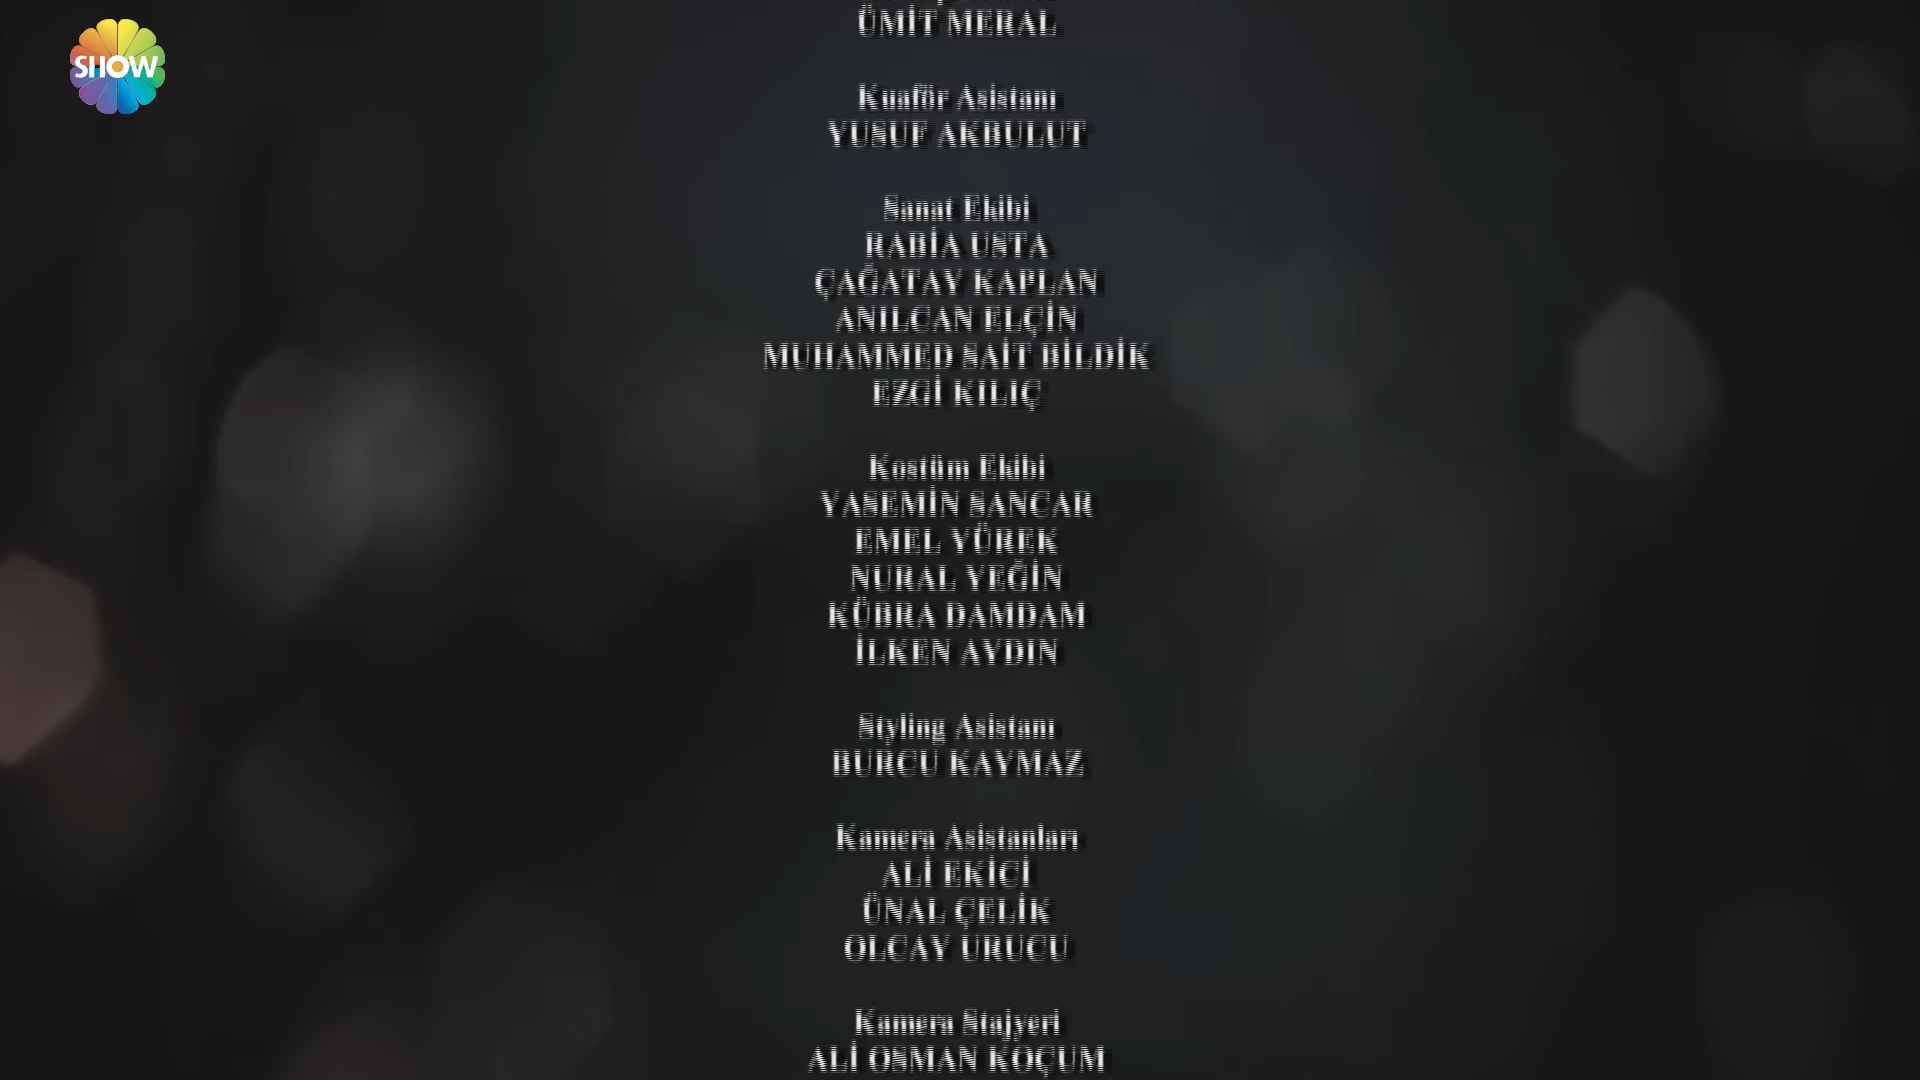 SHOW
ÜMİT MERAL
Kuaför Asistanı
YUSUF AKBULUT
Sanat Ekibi
RABİA USTA
ÇAĞATAY KAPLAN
ANILCAN ELÇİN
MUHAMMED SAİT BİLDİK
EZGİ KILIÇ
Kostüm Ekibi
YASEMİN SANCAR
EMEL YÜREK
NURAL YEĞİN
KÜBRA DAMDAM
İLKEN AYDIN
Styling Asistanı
BURCU KAYMAZ
Kamera Asistanları
ALİ EKİCİ
ÜNAL ÇELİK
OLCAY URUCU
Kamera Stajyeri
ALİ OSMAN KOÇUM